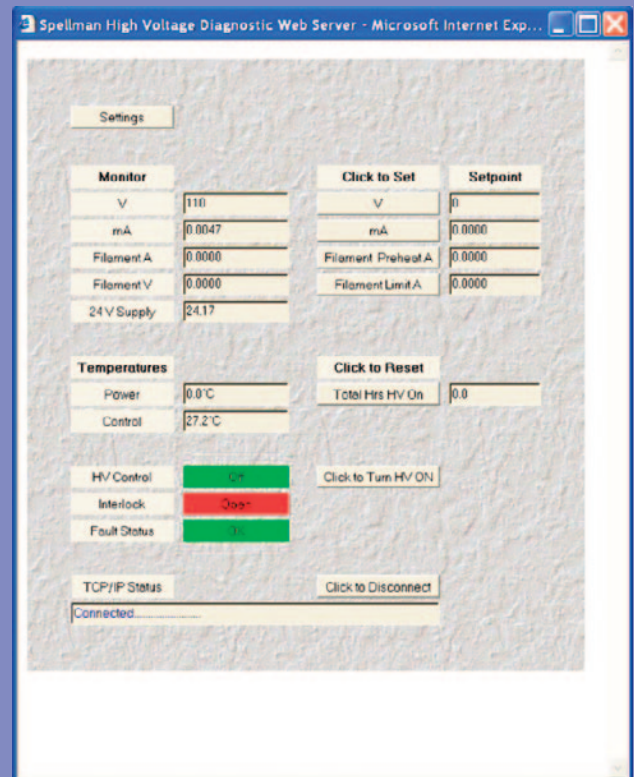 Spellman High Voltage Diagnostic Web Server - Microsoft Internet Exp...
Settings
Monitor Click to Set Setpoint
V 110 V 0
mA 0.0047 mA 0.0000
Filament A 0.0000 Filament Preheat A 0.0000
Filament V 0.0000 Filament Limit A 0.0000
24 V Supply 24.17
Temperatures Click to Reset
Power 0.0°C Total Hrs HV On 0.0
Control 27.2°C
HV Control Off Click to Turn HV ON
Interlock Open
Fault Status OK
TCP/IP Status Click to Disconnect
Connected